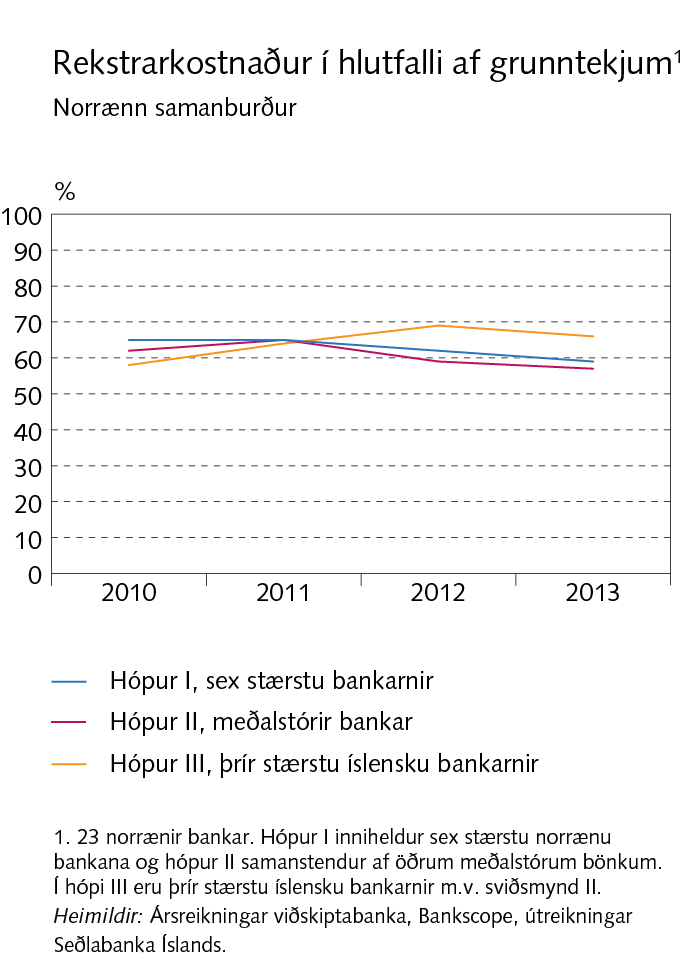 Rekstrarkostnaður í hlutfalli af grunntekjum¹
Norrænn samanburður
%
100
90
80
70
60
50
40
30
20
10
0
2010 2011 2012 2013
Hópur I, sex stærstu bankarnir
Hópur II, meðalstórir bankar
Hópur III, þrír stærstu íslensku bankarnir
1. 23 norrænir bankar. Hópur I inniheldur sex stærstu norrænu
bankana og hópur II samanstendur af öðrum meðalstórum bönkum.
Í hópi III eru þrír stærstu íslensku bankarnir m.v. sviðsmynd II.
Heimildir: Ársreikningar viðskiptabanka, Bankscope, útreikningar
Seðlabanka Íslands.